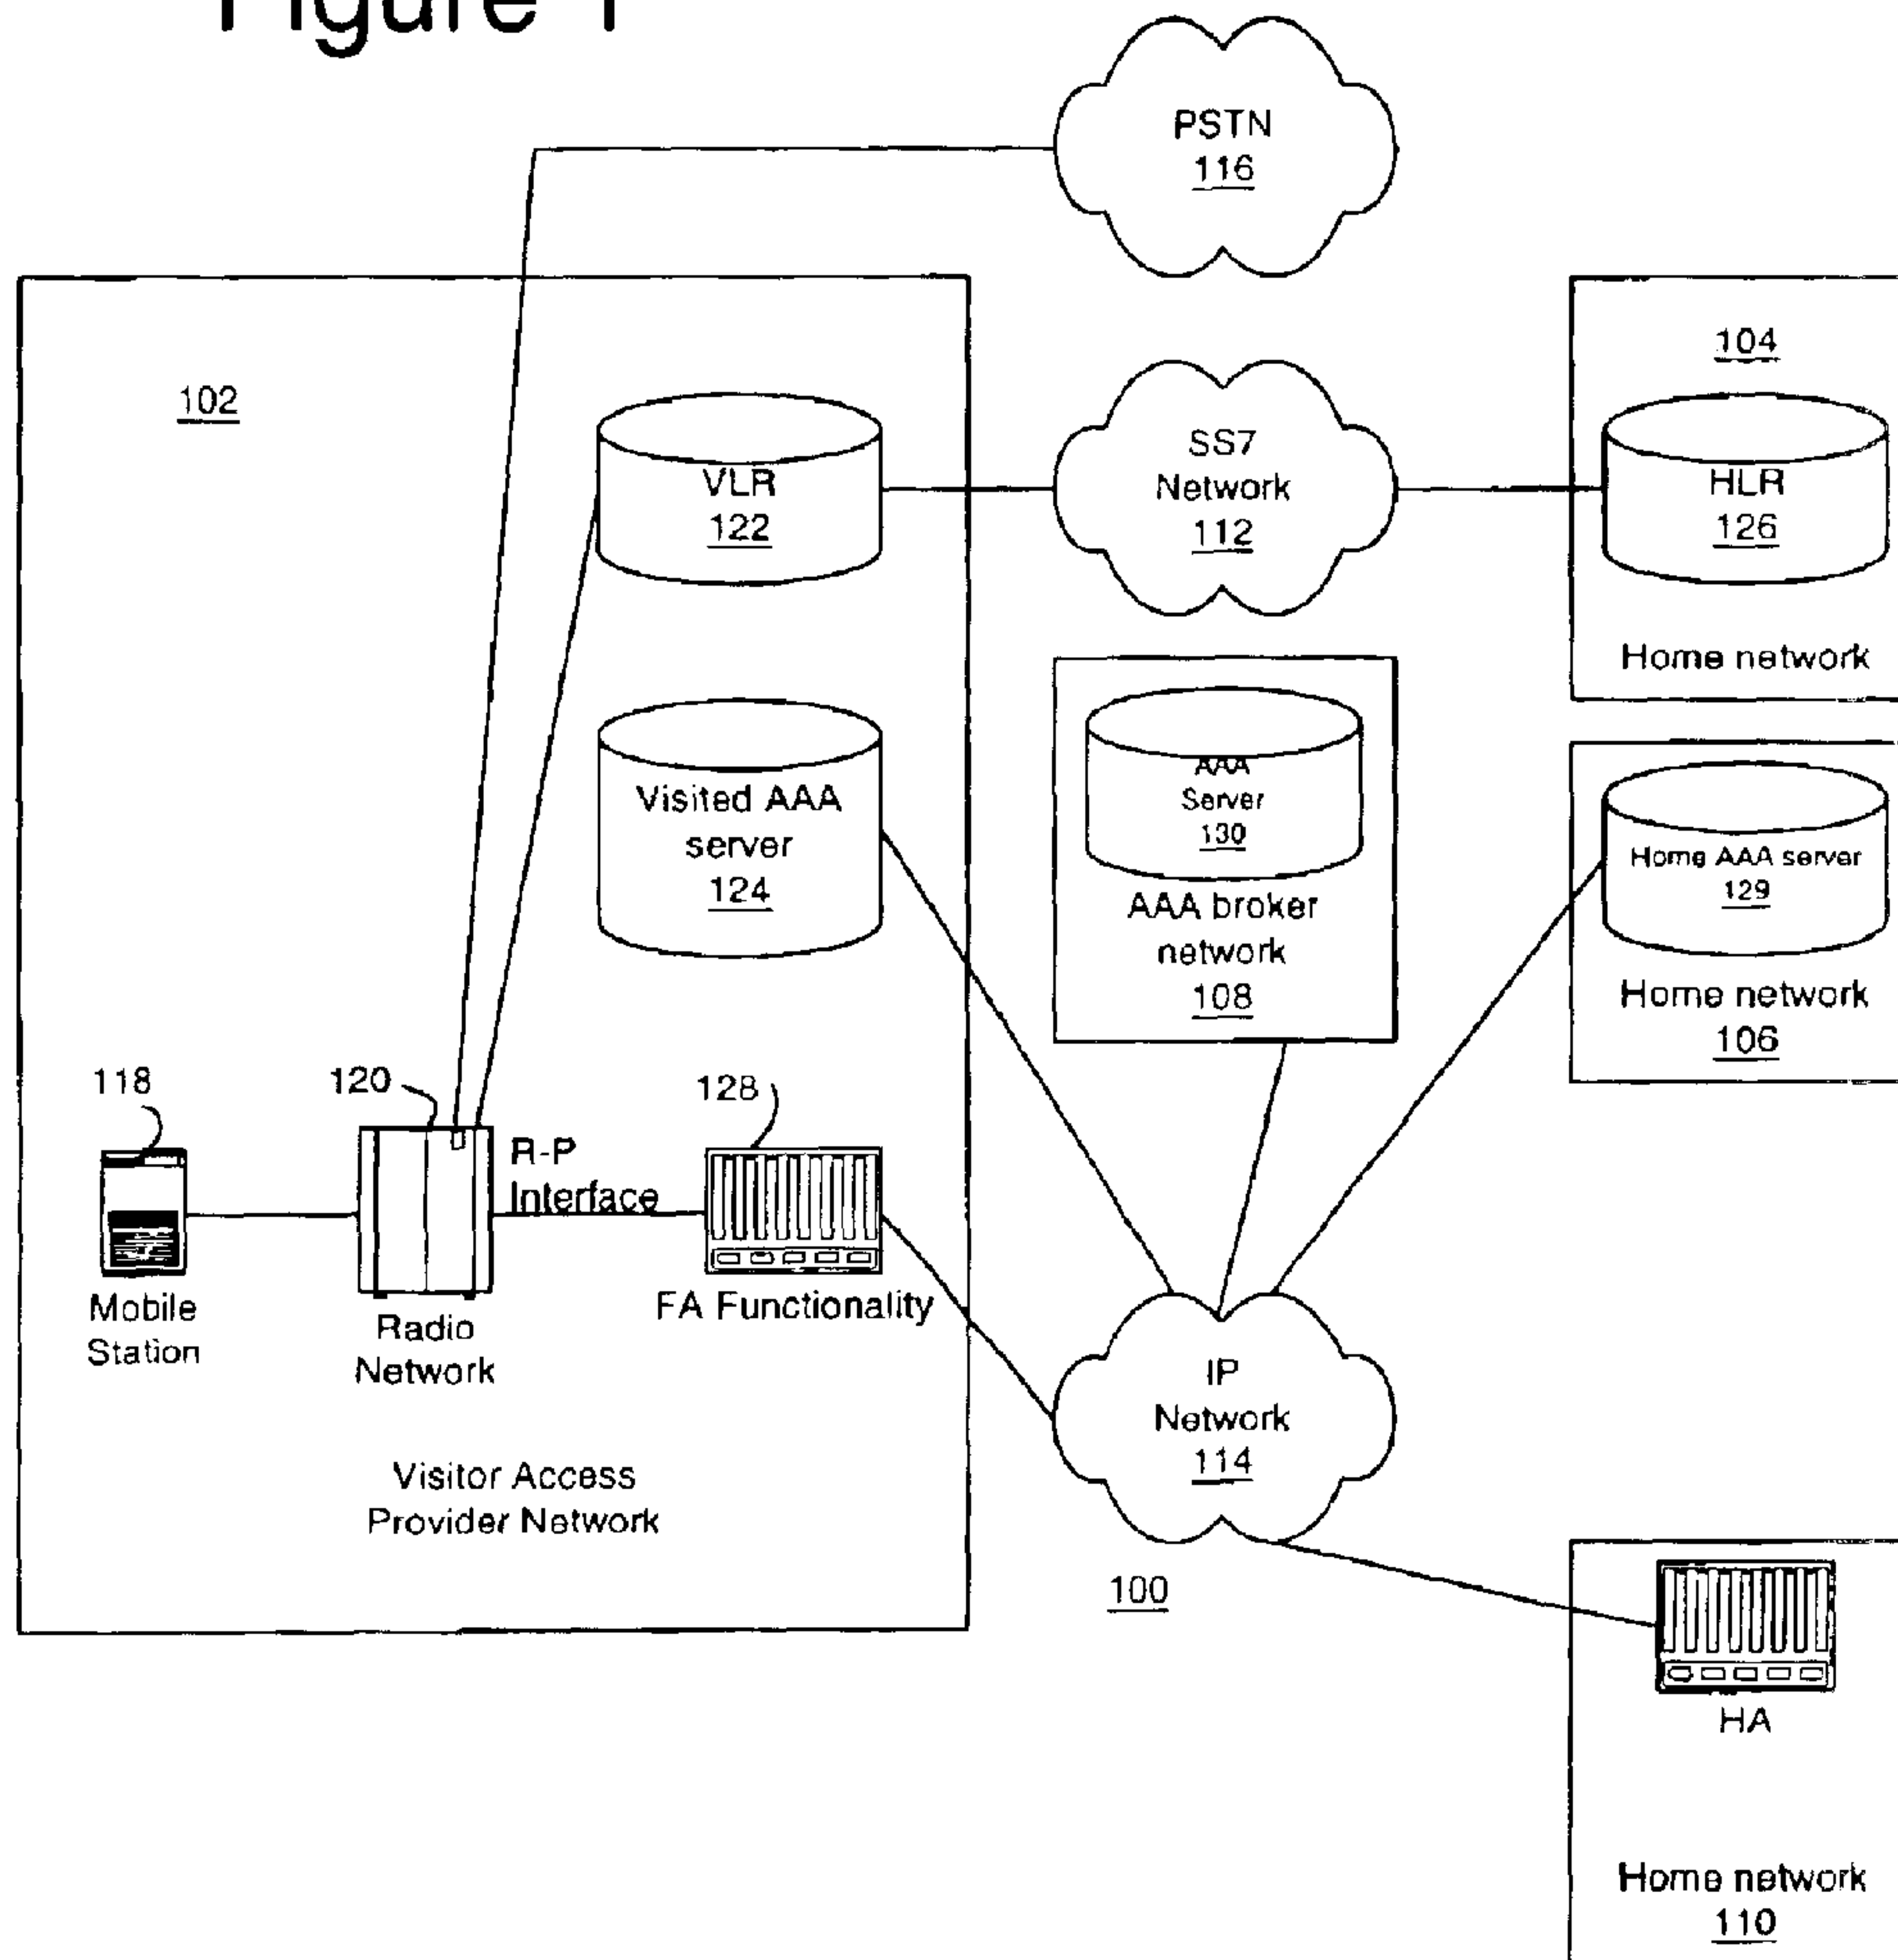 Figure 1
PSTN
116
102
VLR
122
SS7
Network
112
104
HLR
126
Home network
Visited AAA
server
124
AAA
Server
130
AAA broker
network
108
Home AAA server
129
Home network
106
118
120
128
R-P
Interface
Mobile
Station
Radio
Network
FA Functionality
IP
Network
114
Visitor Access
Provider Network
100
HA
Home network
110